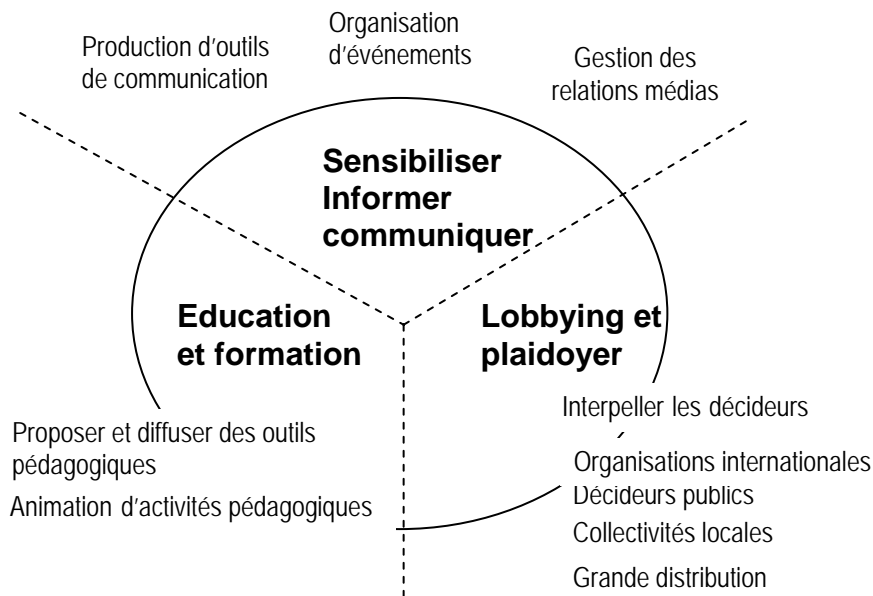 Production d'outils
de communication
Organisation
d'événements
Gestion des
relations médias
Sensibiliser
Informer
communiquer
Education
et formation
Lobbying et
plaidoyer
Proposer et diffuser des outils
pédagogiques
Animation d'activités pédagogiques
Interpeller les décideurs
Organisations internationales
Décideurs publics
Collectivités locales
Grande distribution